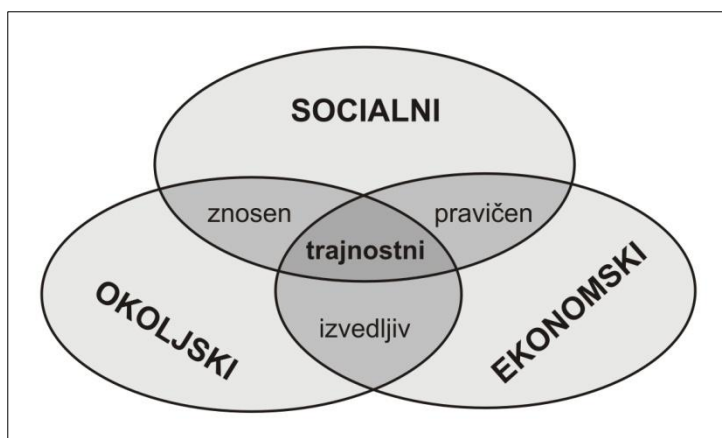 SOCIALNI
znosen
pravičen
trajnostni
OKOLJSKI
izvedljiv
EKONOMSKI